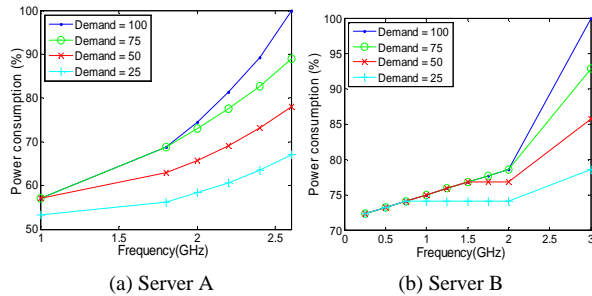 Demand = 100
Demand = 75
Demand = 50
Demand = 25
Power consumption (%)
100
90
80
70
60
50
1
1.5
2
2.5
Frequency(GHz)
(a) Server A
Demand = 100
Demand = 75
Demand = 50
Demand = 25
Power consumption (%)
100
95
90
85
80
75
70
0
0.5
1
1.5
2
2.5
3
Frequency(GHz)
(b) Server B